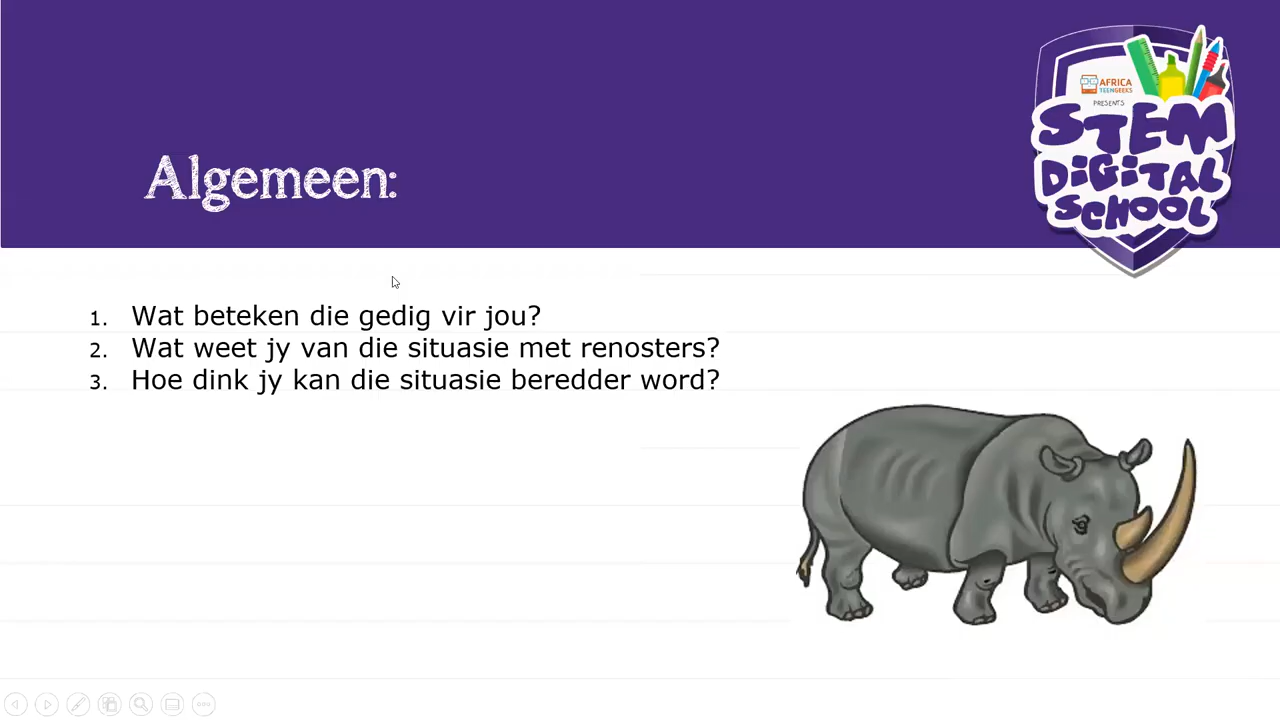 Algemeen:
AFRICA
TEENGEEKS
PRESENTS
STEM
DIGITAL
SCHOOL
1. Wat beteken die gedig vir jou?
2. Wat weet jy van die situasie met renosters?
3. Hoe dink jy kan die situasie beredder word?